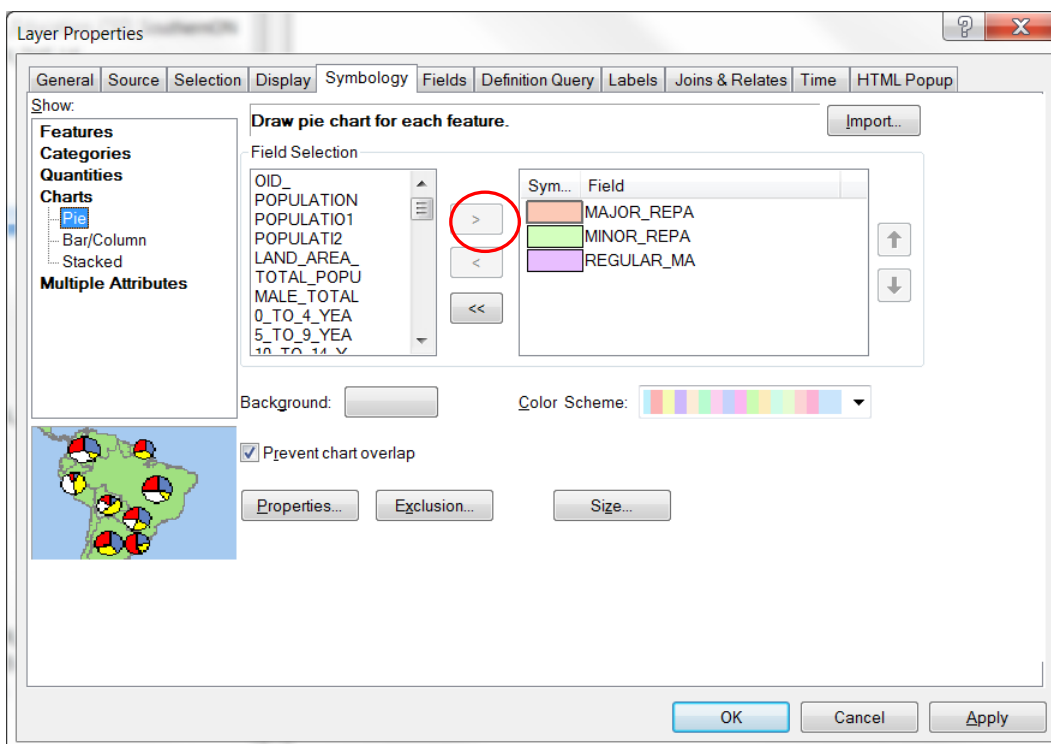 Layer Properties
General Source Selection Display Symbology Fields Definition Query Labels Joins & Relates Time HTML Popup
Show:
Features
Categories
Quantities
Charts
Pie
Bar/Column
Stacked
Multiple Attributes
Draw pie chart for each feature.
Import...
Field Selection
OID_
POPULATION
POPULATIO1
POPULATI2
LAND_AREA_
TOTAL_POPU
MALE_TOTAL
0_TO_4_YEA
5_TO_9_YEA
10_TO_14_Y
>
<
<<
Sym... Field
MAJOR_REPA
MINOR_REPA
REGULAR_MA
Background:
Color Scheme:
Prevent chart overlap
Properties... Exclusion... Size...
OK Cancel Apply